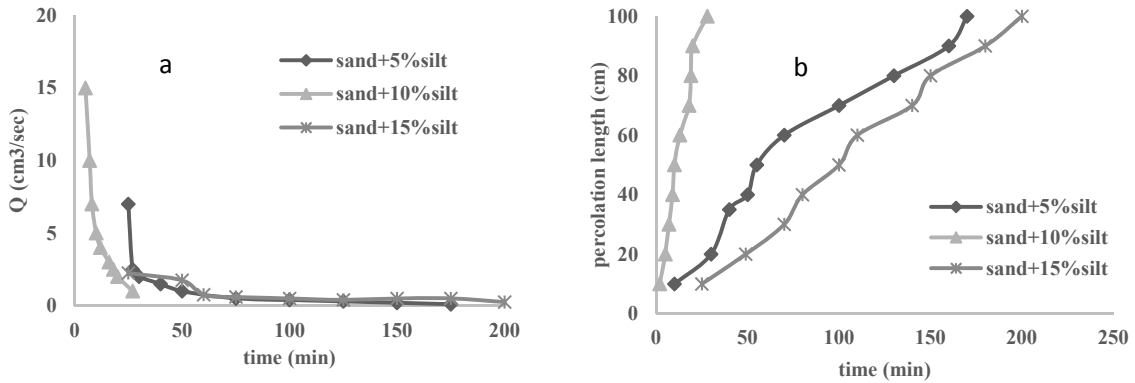 20
15
10
5
0
Q (cm3/sec)
a
sand+5%silt
sand+10%silt
sand+15%silt
0 50 100 150 200
time (min)
100
80
60
40
20
0
percolation length (cm)
b
sand+5%silt
sand+10%silt
sand+15%silt
0 50 100 150 200 250
time (min)